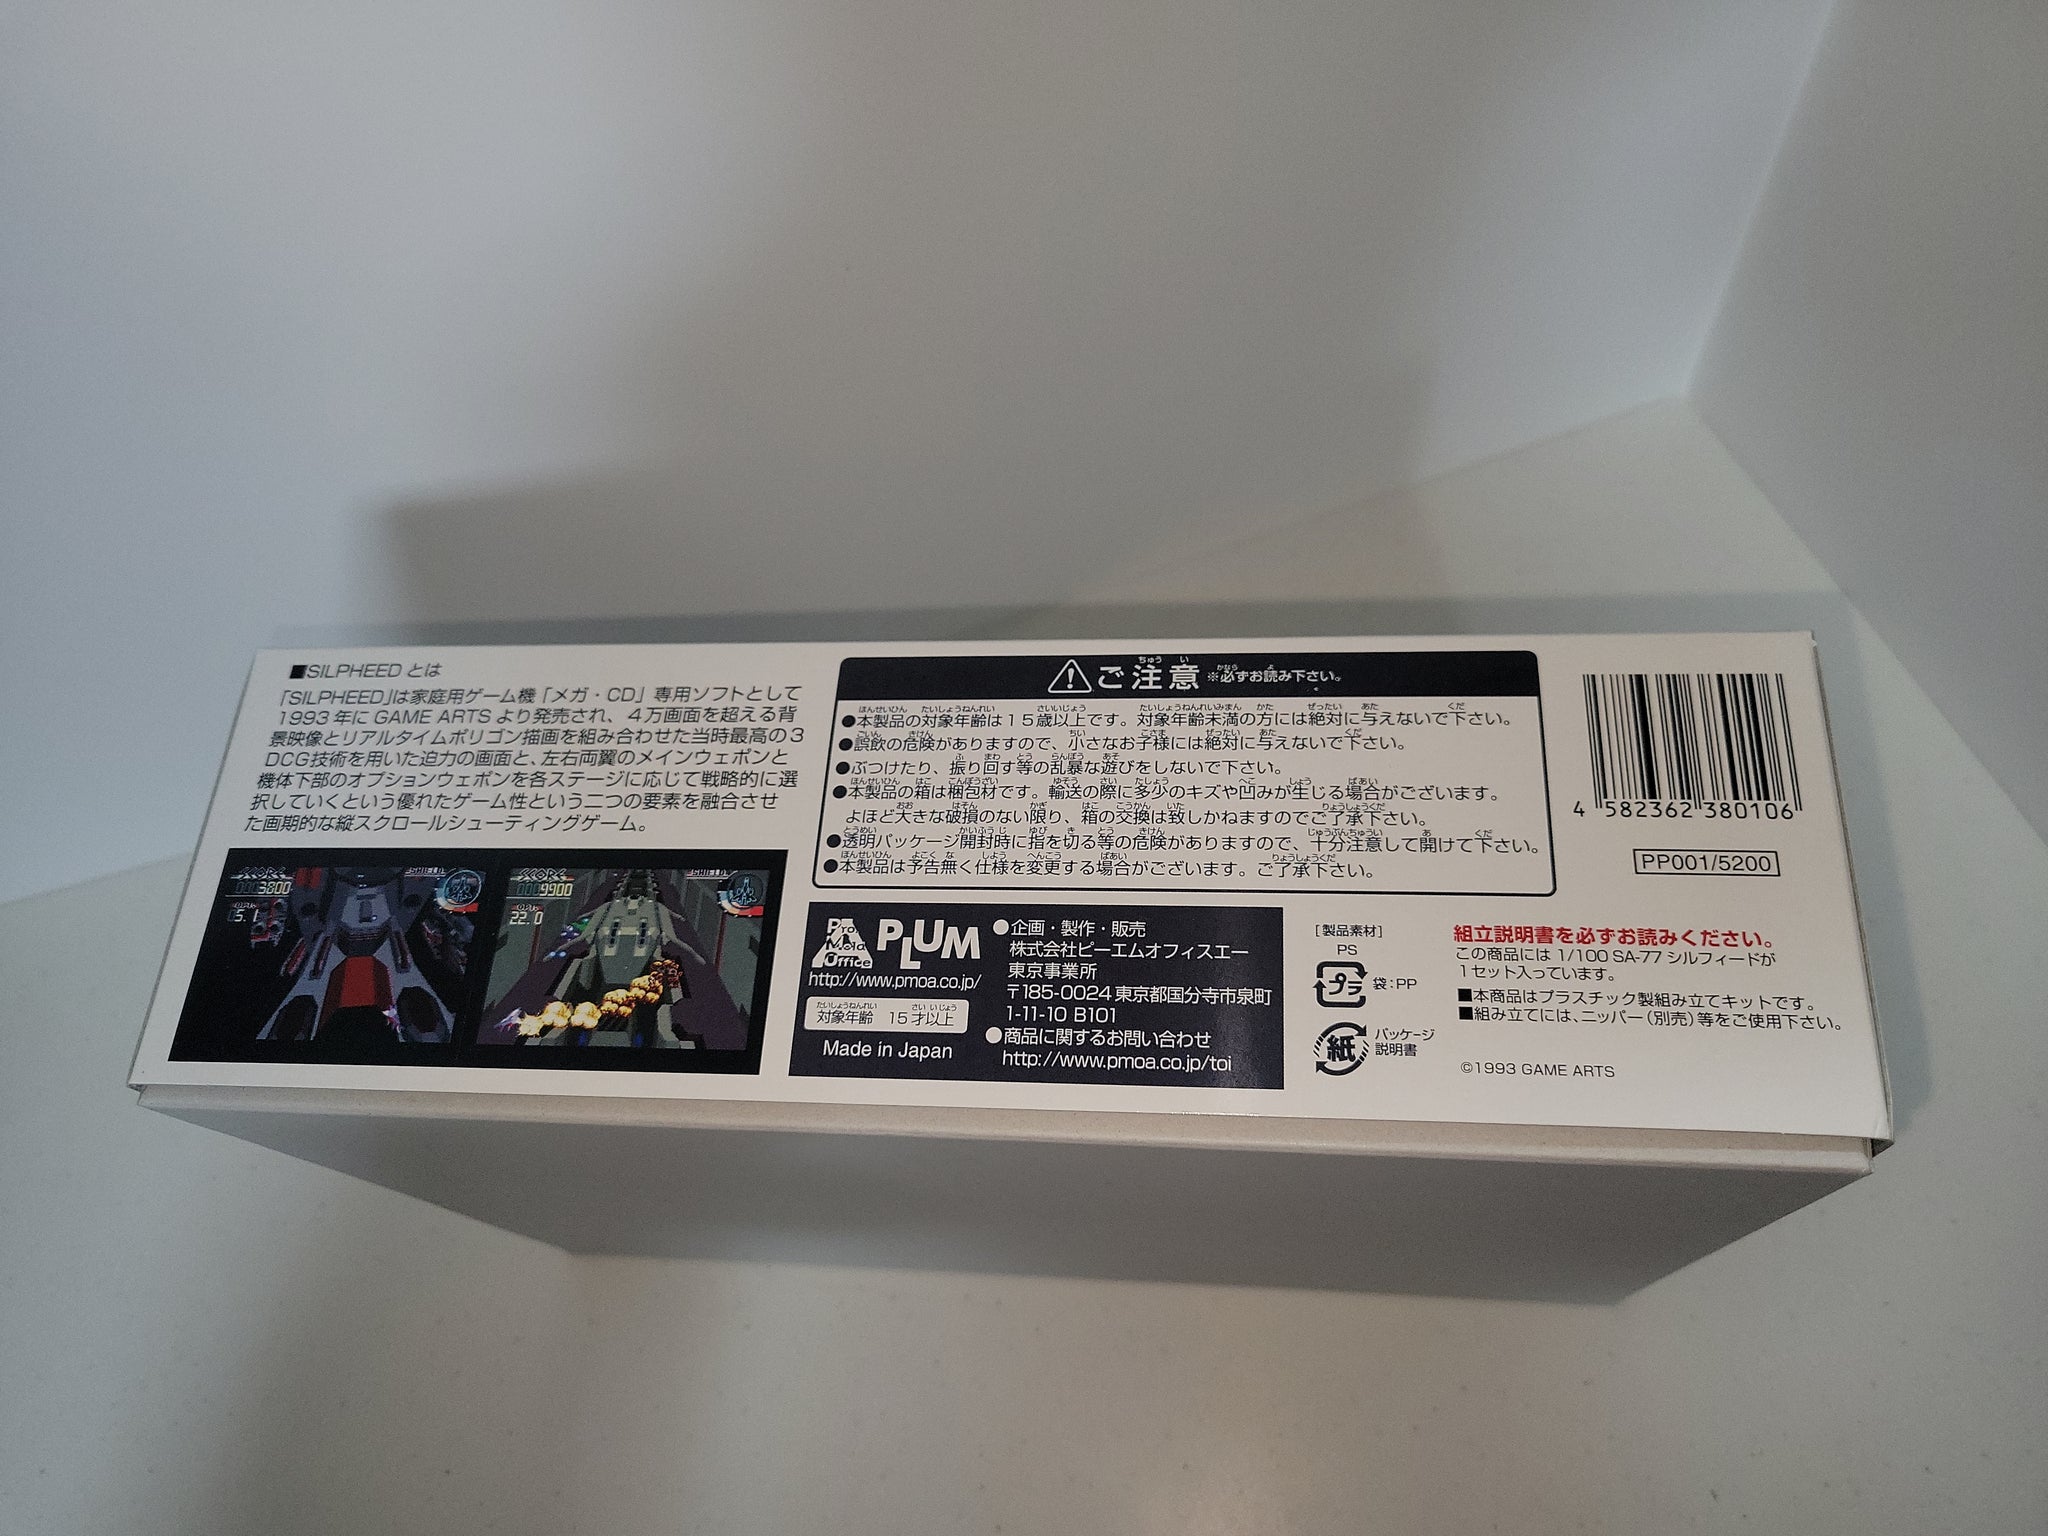 ■SILPHEED とは
「SILPHEED」は家庭用ゲーム機「メガ・CD」専用ソフトとして
1993 年に GAME ARTS より発売され、4万画面を超える背
景映像とリアルタイムポリゴン描画を組み合わせた当時最高の3
DCG技術を用いた迫力の画面と、左右両翼のメインウェポンと
機体下部のオプションウェポンを各ステージに応じて戦略的に選
択していくという優れたゲーム性という二つの要素を融合させ
た画期的な縦スクロールシューティングゲーム。
SCORE
0003800
OPT.
5.1
SHIELD
SCORE
0009900
OPT.
22.0
SHIELD
ご注意 ※必ずお読み下さい。
●本製品の対象年齢は15歳以上です。対象年齢未満の方には絶対に与えないで下さい。
●誤飲の危険がありますので、小さなお子様には絶対に与えないで下さい。
●ぶつけたり、振り回す等の乱暴な遊びをしないで下さい。
●本製品の箱は梱包材です。輸送の際に多少のキズや凹みが生じる場合がございます。
よほど大きな破損のない限り、箱の交換は致しかねますのでご了承下さい。
●透明パッケージ開封時に指を切る等の危険がありますので、十分注意して開けて下さい。
●本製品は予告無く仕様を変更する場合がございます。ご了承下さい。
Pro.
Mold
Office
PLUM
http://www.pmoa.co.jp/
対象年齢 15才以上
Made in Japan
●企画・製作・販売
株式会社ピーエムオフィスエー
東京事業所
〒185-0024 東京都国分寺市泉町
1-11-10 B101
●商品に関するお問い合わせ
http://www.pmoa.co.jp/toi
4 582362 380106
PP001/5200
［製品素材］
PS
プラ
袋：PP
紙
パッケージ
説明書
組立説明書を必ずお読みください。
この商品には 1/100 SA-77 シルフィードが
1セット入っています。
■本商品はプラスチック製組み立てキットです。
■組み立てには、ニッパー（別売）等をご使用下さい。
©1993 GAME ARTS